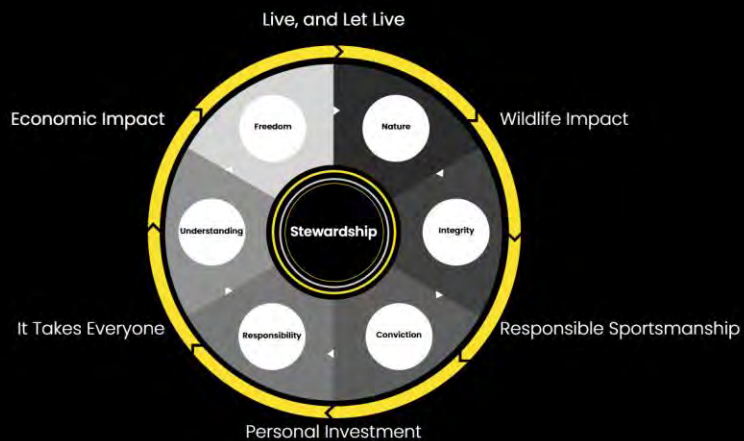 Live, and Let Live
Economic Impact
Wildlife Impact
Freedom
Nature
Understanding
Stewardship
Integrity
It Takes Everyone
Responsible Sportsmanship
Responsibility
Conviction
Personal Investment